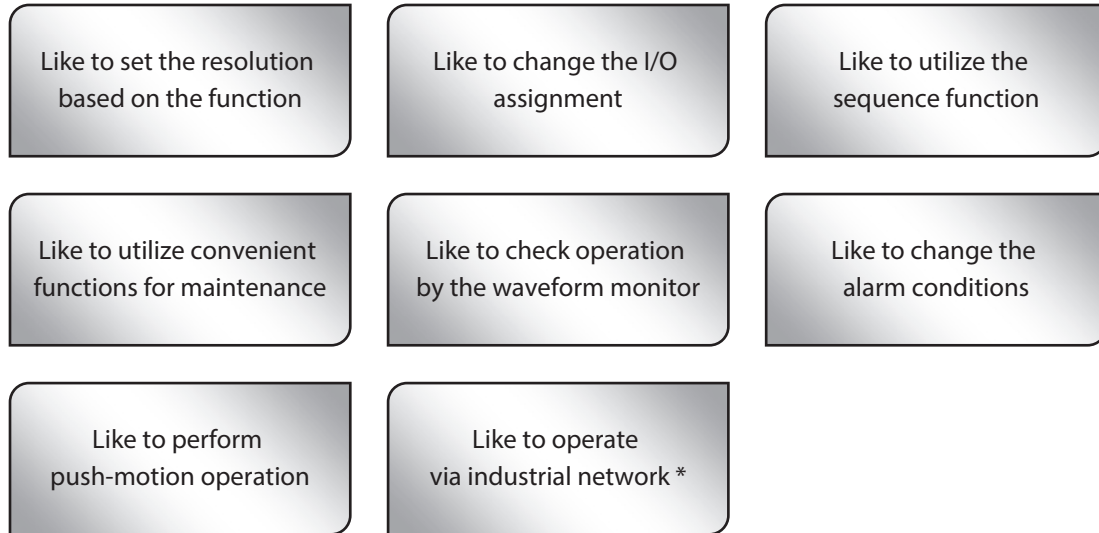 Like to set the resolution
based on the function
Like to change the I/O
assignment
Like to utilize the
sequence function
Like to utilize convenient
functions for maintenance
Like to check operation
by the waveform monitor
Like to change the
alarm conditions
Like to perform
push-motion operation
Like to operate
via industrial network *